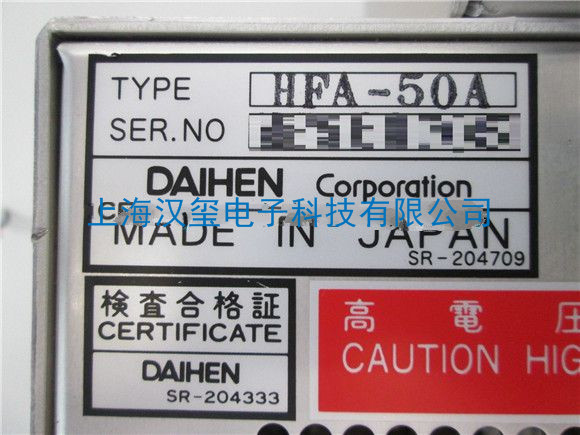 TYPE HFA-50A
SER.NO
DAIHEN Corporation
上海汉玺电子科技有限公司
MADE IN JAPAN
SR-204709
検査合格証
CERTIFICATE
DAIHEN
SR-204333
高電圧
CAUTION HIG